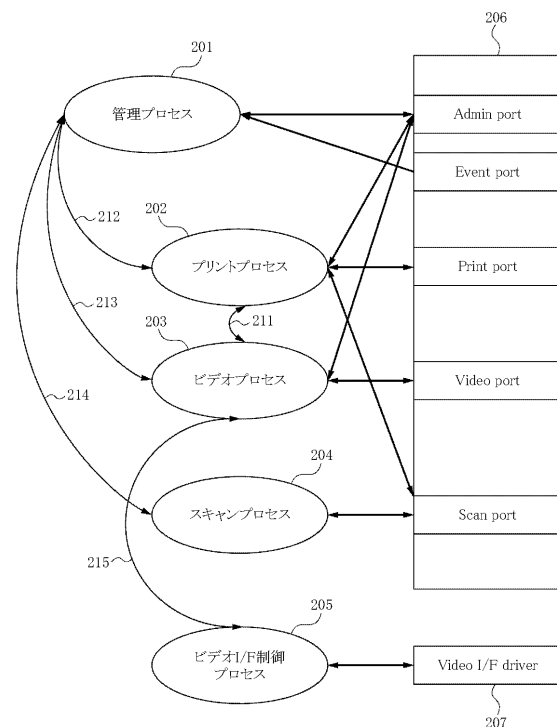 201
206
管理プロセス
Admin port
Event port
212
202
プリントプロセス
Print port
213
203
211
ビデオプロセス
Video port
214
204
スキャンプロセス
Scan port
215
205
ビデオI/F制御
プロセス
Video I/F driver
207